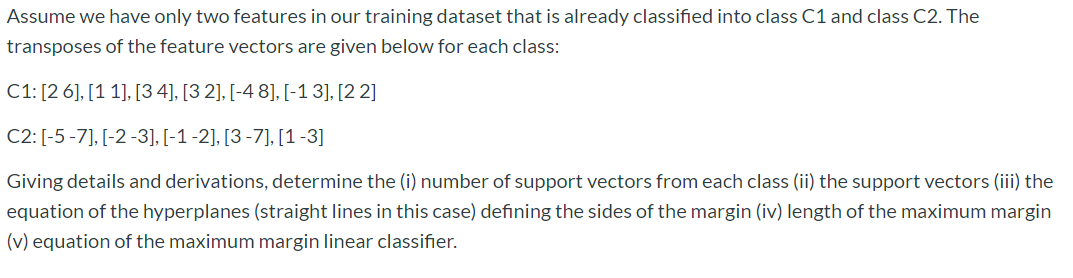 Assume we have only two features in our training dataset that is already classified into class C1 and class C2. The
transposes of the feature vectors are given below for each class:
C1: [2 6], [1 1], [3 4], [3 2], [-4 8], [-1 3], [2 2]
C2: [-5 -7], [-2 -3], [-1 -2], [3 -7], [1 -3]
Giving details and derivations, determine the (i) number of support vectors from each class (ii) the support vectors (iii) the
equation of the hyperplanes (straight lines in this case) defining the sides of the margin (iv) length of the maximum margin
(v) equation of the maximum margin linear classifier.